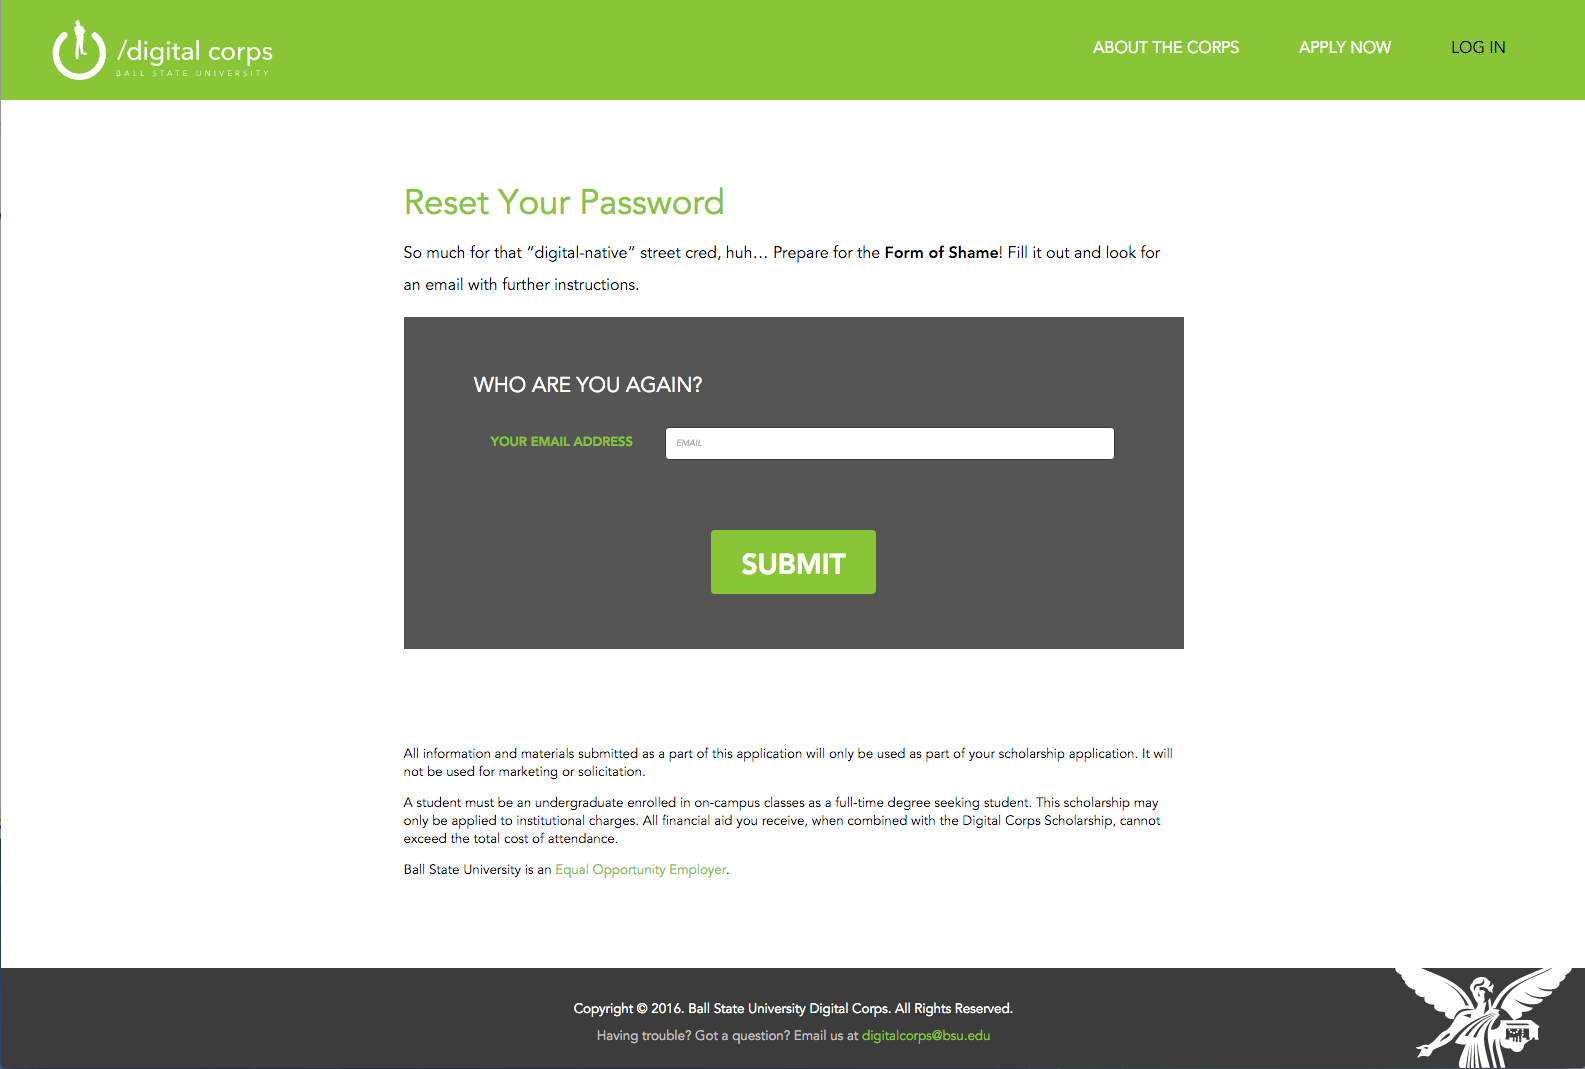 /digital corps
BALL STATE UNIVERSITY
ABOUT THE CORPS
APPLY NOW
LOG IN
Reset Your Password
So much for that “digital-native” street cred, huh… Prepare for the Form of Shame! Fill it out and look for
an email with further instructions.
WHO ARE YOU AGAIN?
YOUR EMAIL ADDRESS
EMAIL
SUBMIT
All information and materials submitted as a part of this application will only be used as part of your scholarship application. It will
not be used for marketing or solicitation.
A student must be an undergraduate enrolled in on-campus classes as a full-time degree seeking student. This scholarship may
only be applied to institutional charges. All financial aid you receive, when combined with the Digital Corps Scholarship, cannot
exceed the total cost of attendance.
Ball State University is an Equal Opportunity Employer.
Copyright © 2016. Ball State University Digital Corps. All Rights Reserved.
Having trouble? Got a question? Email us at digitalcorps@bsu.edu